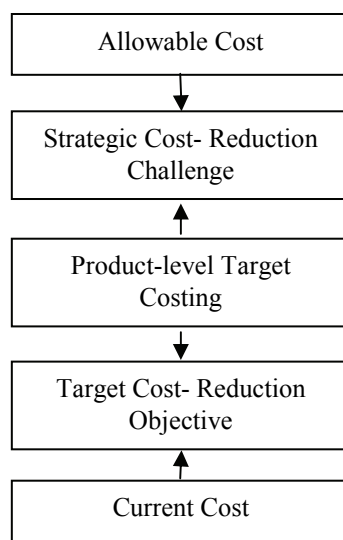 Allowable Cost
Strategic Cost- Reduction
Challenge
Product-level Target
Costing
Target Cost- Reduction
Objective
Current Cost